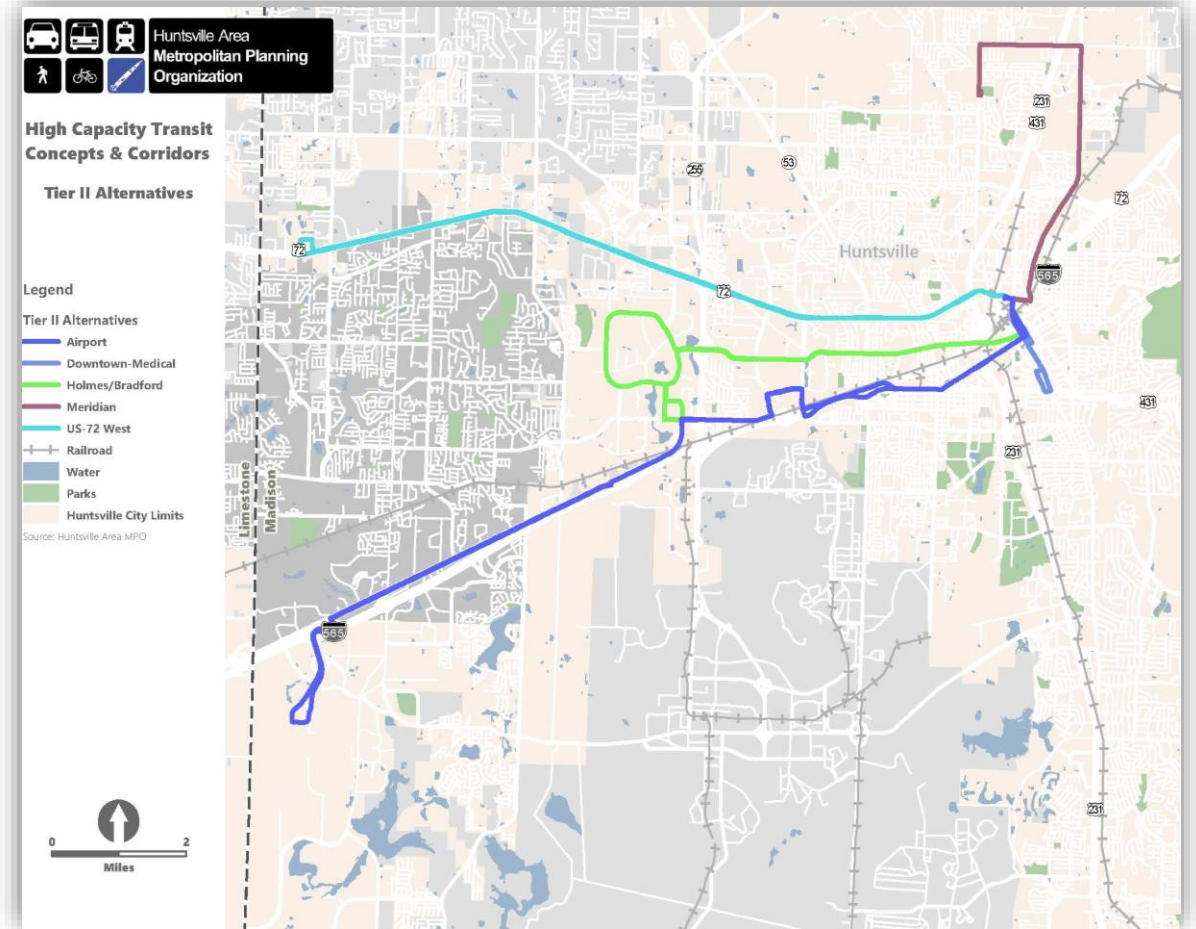 Huntsville Area
Metropolitan Planning
Organization
High Capacity Transit
Concepts & Corridors
Tier II Alternatives
Legend
Tier II Alternatives
Airport
Downtown-Medical
Holmes/Bradford
Meridian
US-72 West
Railroad
Water
Parks
Huntsville City Limits
Source: Huntsville Area MPO
0 2
Miles
Limestone
Madison
231
431
255
53
72
72
Huntsville
565
72
431
231
565
231